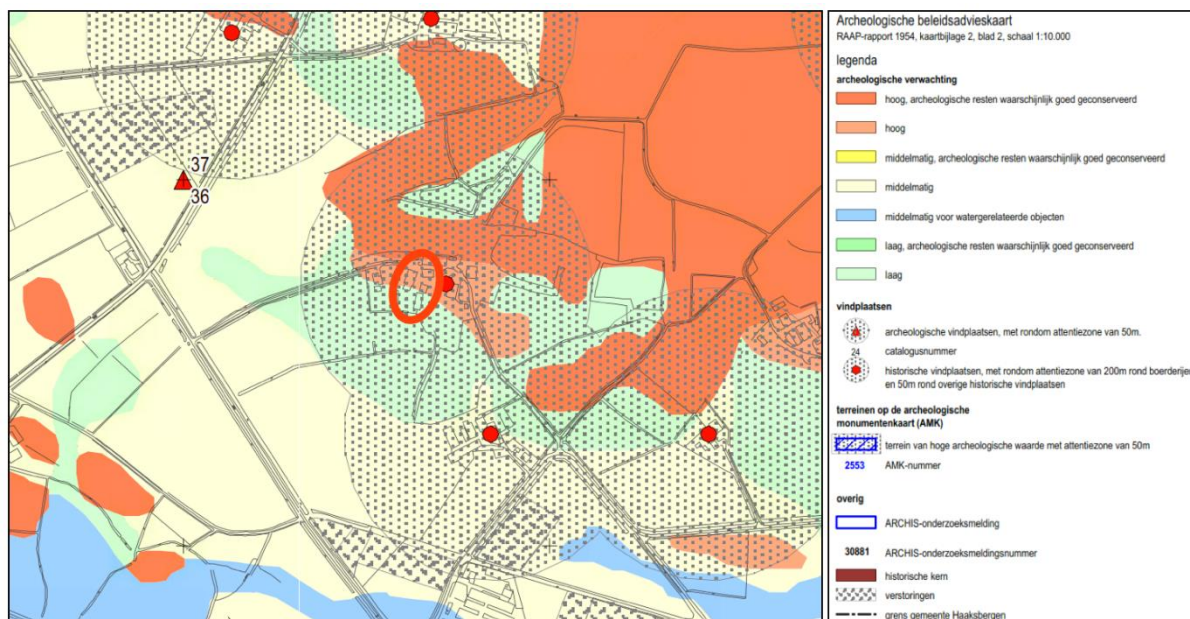 37
36
Archeologische beleidsadvieskaart
RAAP-rapport 1954, kaartbijlage 2, blad 2, schaal 1:10.000
legenda
archeologische verwachting
hoog, archeologische resten waarschijnlijk goed geconserveerd
hoog
middelmatig, archeologische resten waarschijnlijk goed geconserveerd
middelmatig
middelmatig voor watergerelateerde objecten
laag, archeologische resten waarschijnlijk goed geconserveerd
laag
vindplaatsen
archeologische vindplaatsen, met rondom attentiezone van 50m.
24 catalogusnummer
historische vindplaatsen, met rondom attentiezone van 200m rond boerderijen
en 50m rond overige historische vindplaatsen
terreinen op de archeologische
monumentenkaart (AMK)
terrein van hoge archeologische waarde met attentiezone van 50m
2553 AMK-nummer
overig
ARCHIS-onderzoeksmelding
30881 ARCHIS-onderzoeksmeldingsnummer
historische kern
verstoringen
grens gemeente Haaksbergen